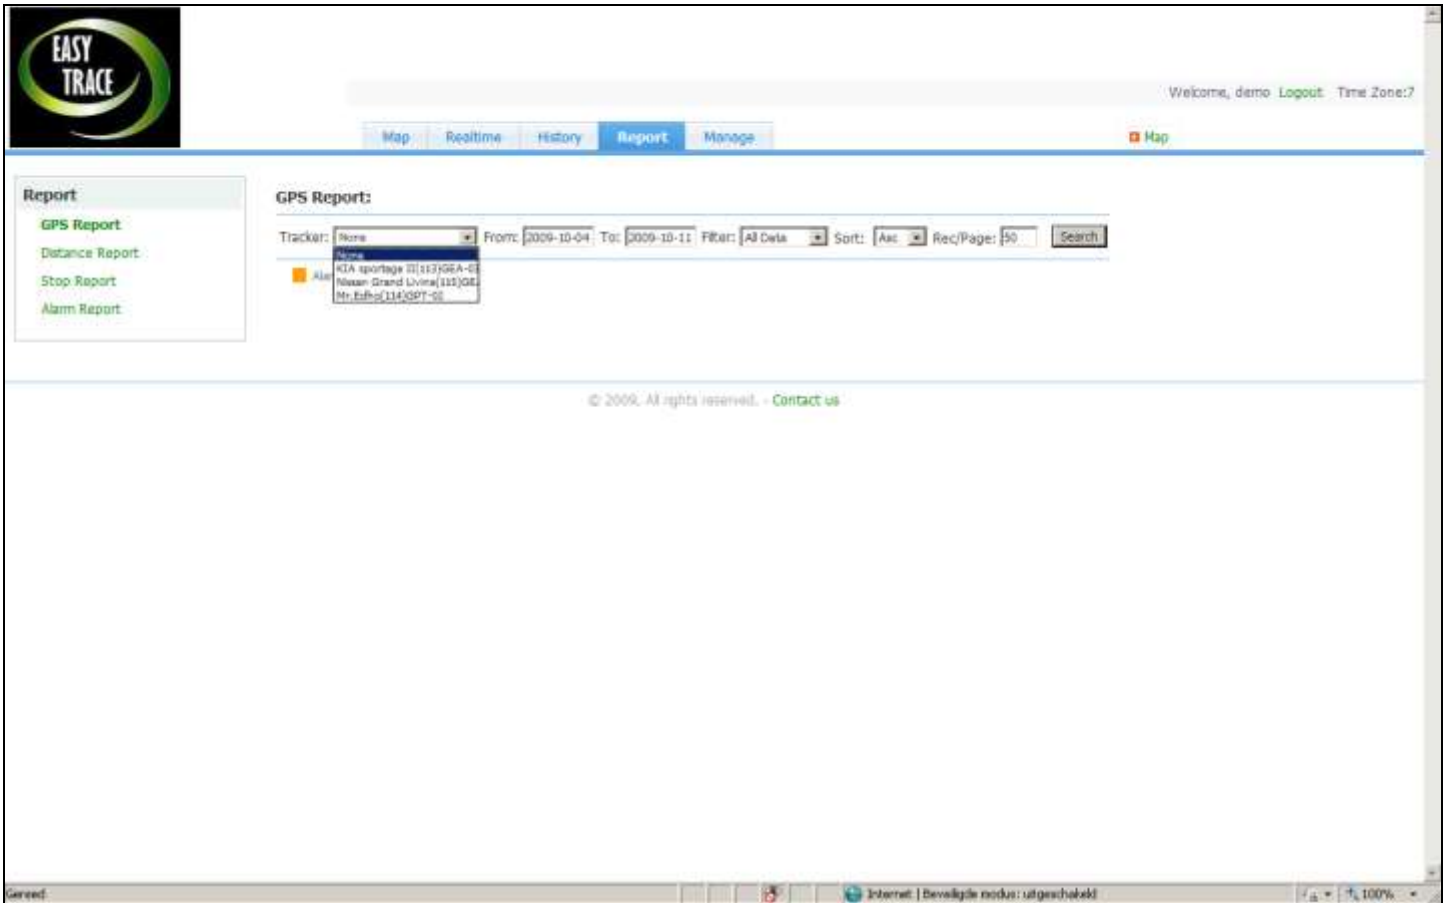 EASY
TRACE
Welcome, demo Logout Time Zone:7
Map Realtime History Report Manage
Map
Report
GPS Report
Distance Report
Stop Report
Alarm Report
GPS Report:
Tracker: None From: 2009-10-04 To: 2009-10-11 Filter: All Data Sort: Asc Rec/Page: 50 Search
None
KIA sportage II(113)GEA-03
Nissan Grand Livina(115)GE
Mr.Edho(114)GPT-01
© 2009. All rights reserved. - Contact us
Gereed
Internet | Beveiligde modus: uitgeschakeld
100%